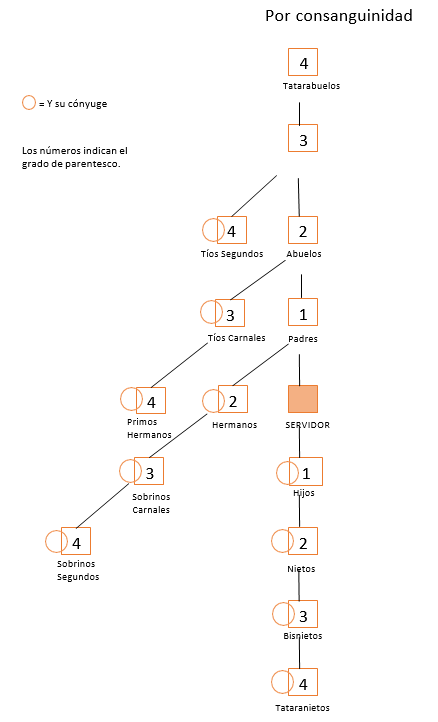 Por consanguinidad
4
Tatarabuelos
= Y su cónyuge
3
Los números indican el
grado de parentesco.
4
2
Tíos Segundos
Abuelos
3
1
Tíos Carnales
Padres
4
2
Primos
Hermanos
Hermanos
SERVIDOR
3
1
Sobrinos
Carnales
Hijos
4
2
Sobrinos
Segundos
Nietos
3
Bisnietos
4
Tataranietos